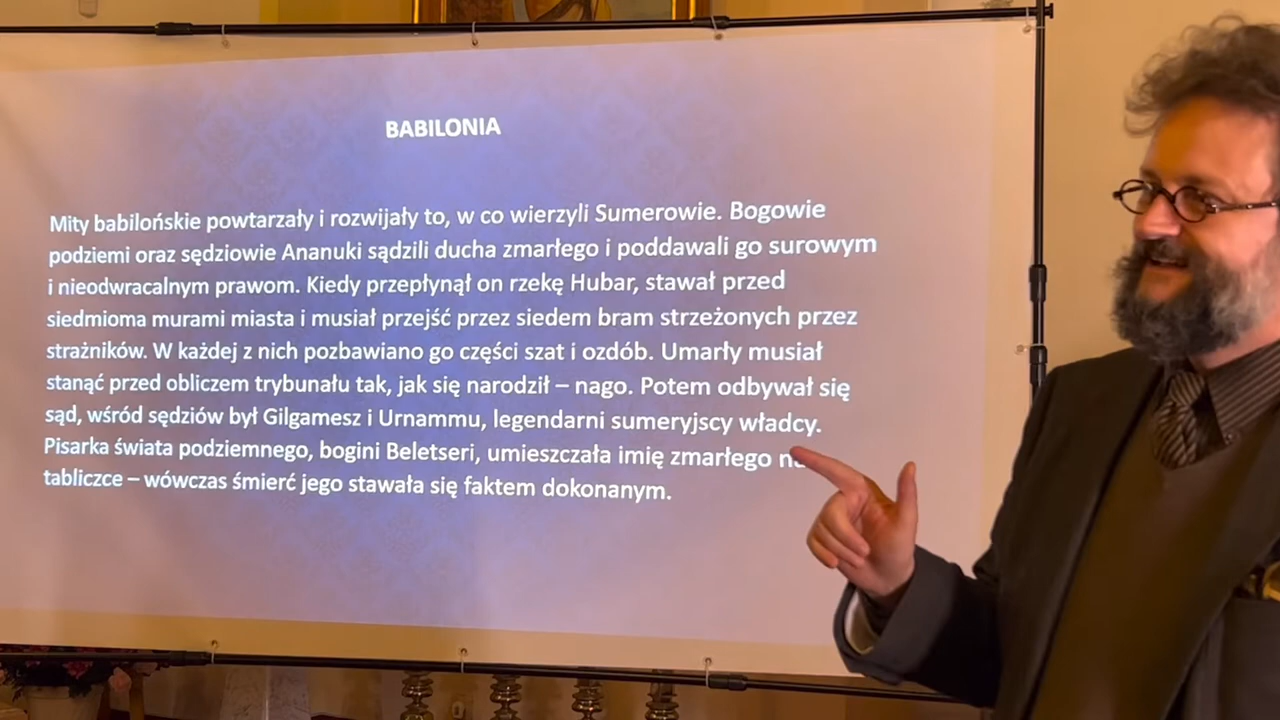 BABILONIA
Mity babilońskie powtarzały i rozwijały to, w co wierzyli Sumerowie. Bogowie
podziemi oraz sędziowie Ananuki sądzili ducha zmarłego i poddawali go surowym
i nieodwracalnym prawom. Kiedy przepłynął on rzekę Hubar, stawał przed
siedmioma murami miasta i musiał przejść przez siedem bram strzeżonych przez
strażników. W każdej z nich pozbawiano go części szat i ozdób. Umarły musiał
stanąć przed obliczem trybunału tak, jak się narodził – nago. Potem odbywał się
sąd, wśród sędziów był Gilgamesz i Urnammu, legendarni sumeryjscy władcy.
Pisarka świata podziemnego, bogini Beletseri, umieszczała imię zmarłego na
tabliczce – wówczas śmierć jego stawała się faktem dokonanym.